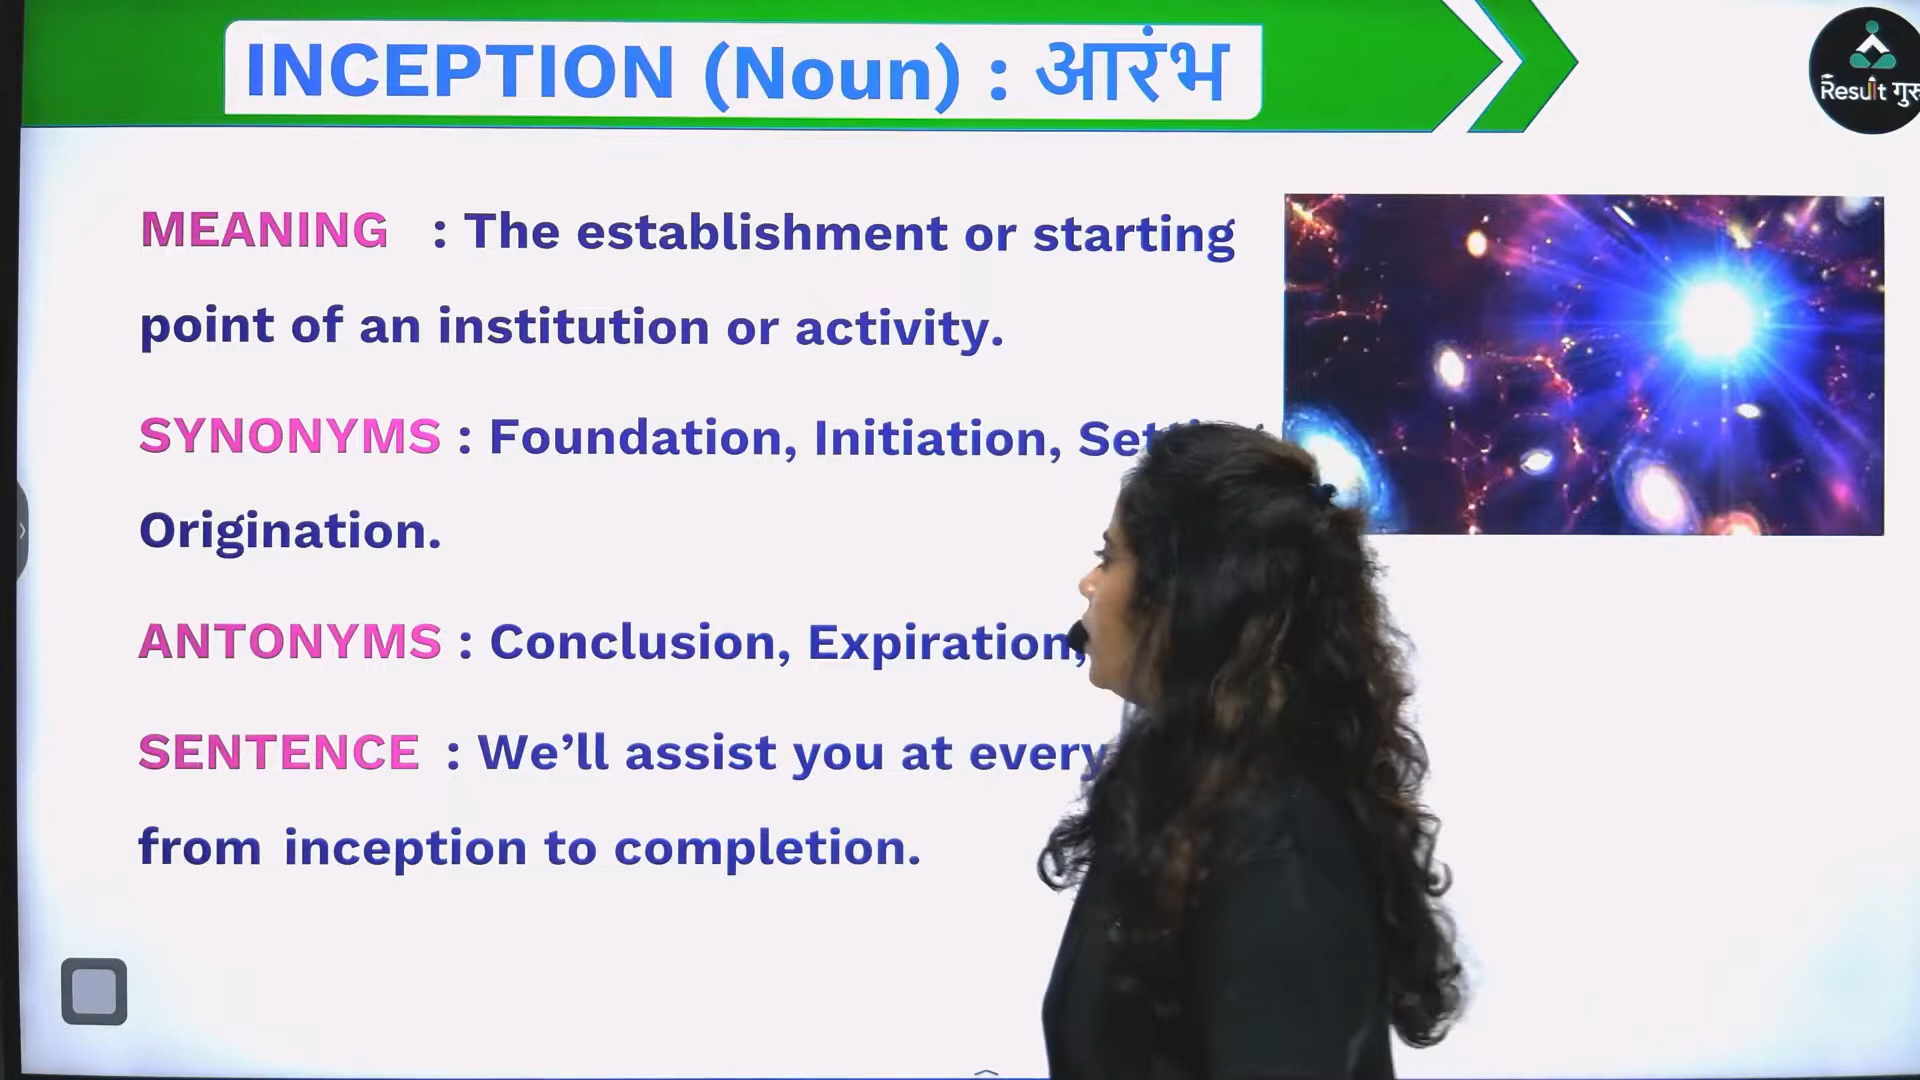 INCEPTION (Noun) : आरंभ
Result गुरु
MEANING : The establishment or starting
point of an institution or activity.
SYNONYMS : Foundation, Initiation,
Origination.
ANTONYMS : Conclusion, Expiration,
SENTENCE : We’ll assist you at every
from inception to completion.